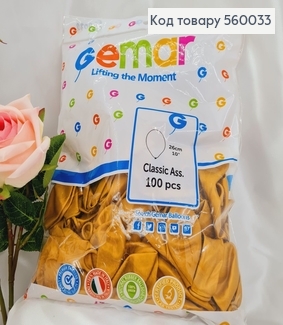 Код товару 560033
Gemar
Lifting the Moment
26cm
10"
Classic Ass.
100 pcs